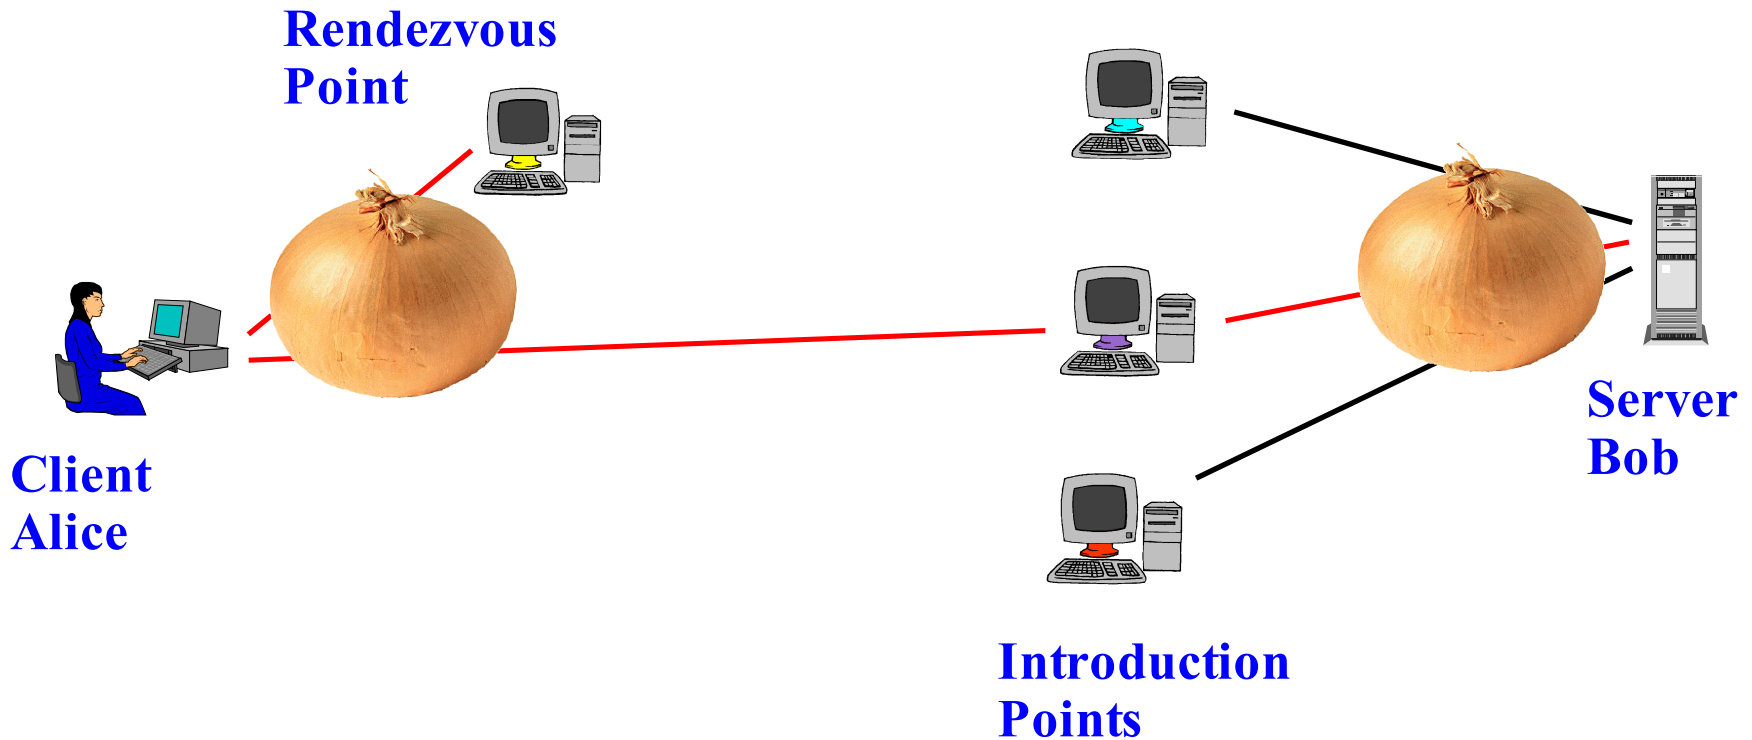 Rendezvous
Point
Client
Alice
Server
Bob
Introduction
Points